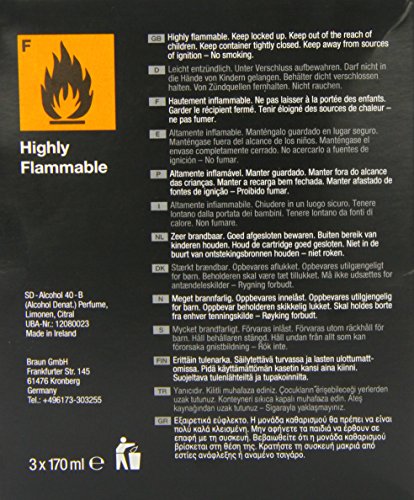 F
Highly
Flammable
SD-Alcohol 40-B
(Alcohol Denat.) Perfume,
Limonen, Citral
UBA-Nr.: 12080023
Made in Ireland
Braun GmbH
Frankfurter Str. 145
61476 Kronberg
Germany
Tel.: +496173-303255
3 x 170 ml ℮
GB Highly flammable. Keep locked up. Keep out of the reach of
children. Keep container tightly closed. Keep away from sources
of ignition – No smoking.
D Leicht entzündlich. Unter Verschluss aufbewahren. Darf nicht in
die Hände von Kindern gelangen. Behälter dicht verschlossen
halten. Von Zündquellen fernhalten. Nicht rauchen.
F Hautement inflammable. Ne pas laisser à la portée des enfants.
Garder le récipient fermé. Tenir éloigné des sources de chaleur –
ne pas fumer.
E Altamente inflamable. Manténgalo guardado en lugar seguro.
Manténgase fuera del alcance de los niños. Manténgase el
envase completamente cerrado. No acercarlo a fuentes de
ignición – No fumar.
P Altamente inflamável. Manter guardado. Manter fora do alcance
das crianças. Manter a recarga bem fechada. Manter afastado de
fontes de ignição – Proibido fumar.
I Altamente infiammabile. Chiudere in un luogo sicuro. Tenere
lontano dalla portata dei bambini. Tenere lontano da fonti di
calore. Non fumare.
NL Zeer brandbaar. Goed afgesloten bewaren. Buiten bereik van
kinderen houden. Houd de cartridge goed gesloten. Niet in de
buurt van ontstekingsbronnen houden – niet roken.
DK Stærkt brændbar. Opbevares aflukket. Opbevares utilgængeligt
for børn. Beholderen skal være tæt tillukket. Må ikke udsættes for
antændelseskilder – Rygning forbudt.
N Meget brannfarlig. Oppbevares innelåst. Oppbevares utilgjengelig
for barn. Oppbevar beholderen skikkelig lukket. Skal holdes borte
fra enhver tenningskilde – Røyking forbudt.
S Mycket brandfarligt. Förvaras inlåst. Förvaras utom räckhåll för
barn. Håll behållaren stängd. Håll undan från allt som kan
förorsaka gnistbildning – Rök inte.
FIN Erittäin tulenarka. Säilytettävä turvassa ja lasten ulottumatto-
missa. Pidä käyttämättömän kasetin kansi aina kiinni.
Suojeltava tulenlähteiltä ja tupakoinnilta.
TR Yanıcıdır. Kilitli muhafaza ediniz. Çocukların erişebileceği yerlerden
uzak tutunuz. Konteyneri sıkıca kapalı muhafaza ediniz. Ateş
kaynağından uzak tutunuz – Sigarayla yaklaşmayınız.
GR Εξαιρετικά εύφλεκτο. Η μονάδα καθαρισμού θα πρέπει να είναι
πολύ καλά κλεισμένη. Μην αφήνετε τα παιδιά να έρθουν σε
επαφή με τη συσκευή. Βεβαιωθείτε ότι η μονάδα καθαρισμού
βρίσκεται στη θέση της. Κρατήστε τη συσκευή μακριά από
εστίες ανάφλεξης ή αναμένο τσιγάρο.